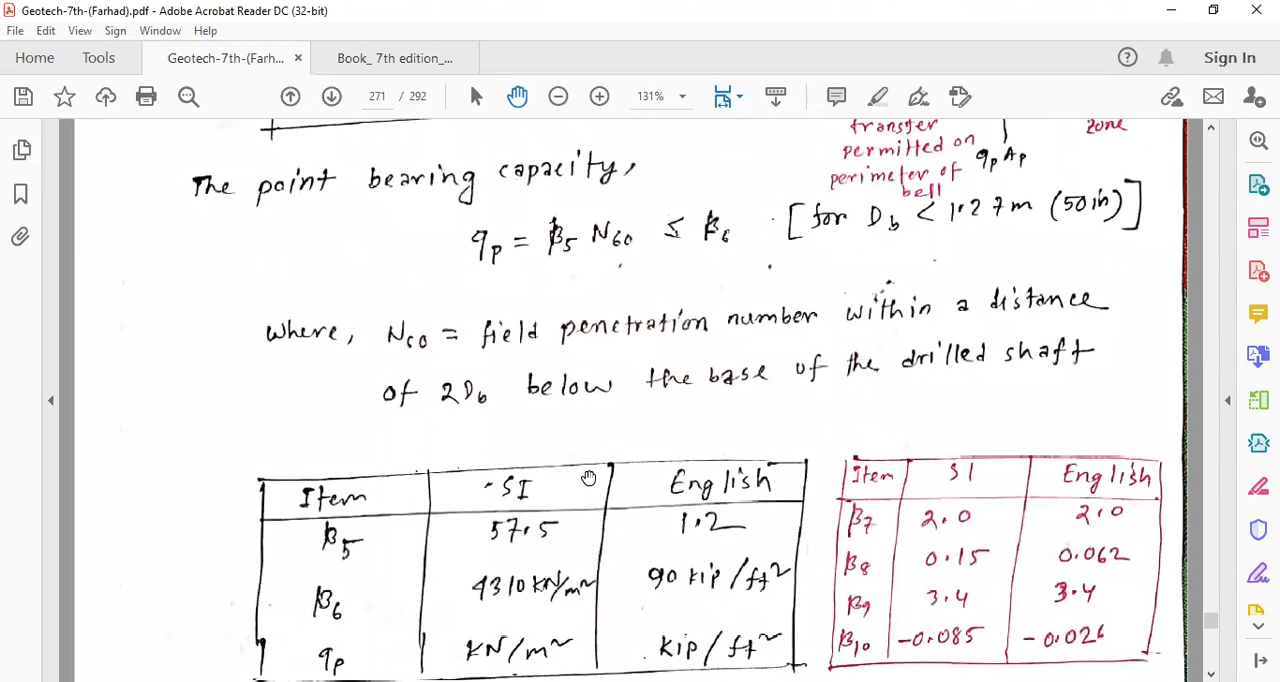 Geotech-7th-(Farhad).pdf - Adobe Acrobat Reader DC (32-bit)
File Edit View Sign Window Help
Home Tools Geotech-7th-(Farh... × Book_ 7th edition_... Sign In
271 / 292 131%
transfer
permitted on
perimeter of
bell
qp Ap
zone
The point bearing capacity,
qp = β5 N60 ≤ β6 [for Db < 1.27m (50in)]
where, N60 = field penetration number within a distance
of 2Db below the base of the drilled shaft
Item SI English
β5 57.5 1.2
β6 4310 kN/m² 90 kip/ft²
qp kN/m² kip/ft²
Item SI English
β7 2.0 2.0
β8 0.15 0.062
β9 3.4 3.4
β10 -0.085 -0.026